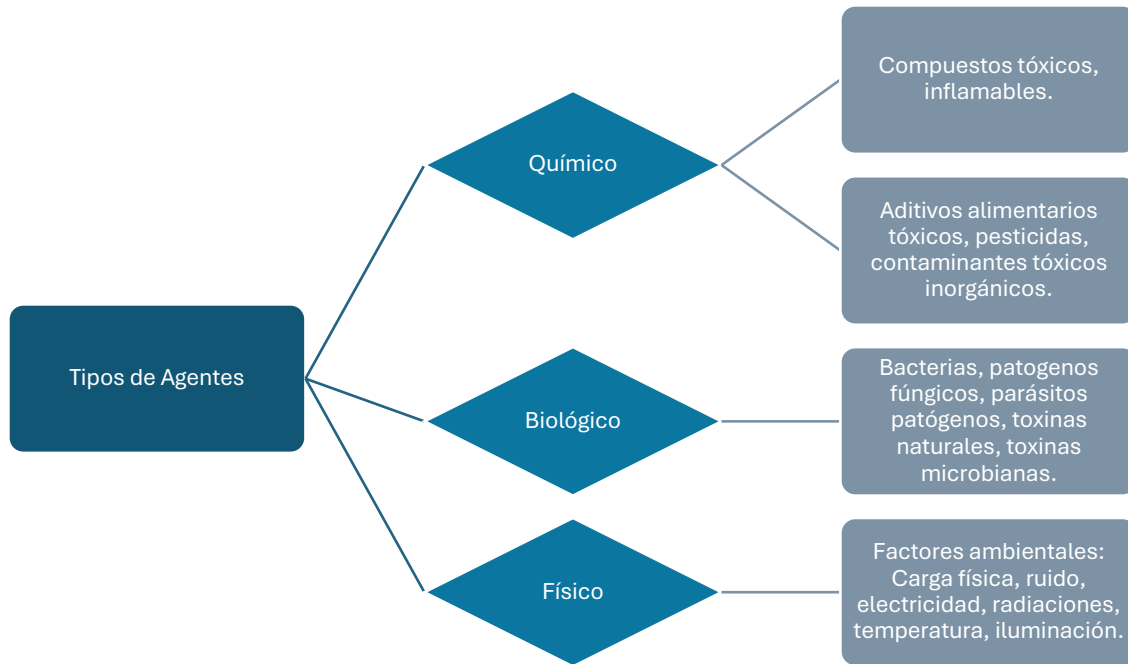 Tipos de Agentes
Químico
Compuestos tóxicos,
inflamables.
Aditivos alimentarios
tóxicos, pesticidas,
contaminantes tóxicos
inorgánicos.
Biológico
Bacterias, patogenos
fúngicos, parásitos
patógenos, toxinas
naturales, toxinas
microbianas.
Físico
Factores ambientales:
Carga física, ruido,
electricidad, radiaciones,
temperatura, iluminación.